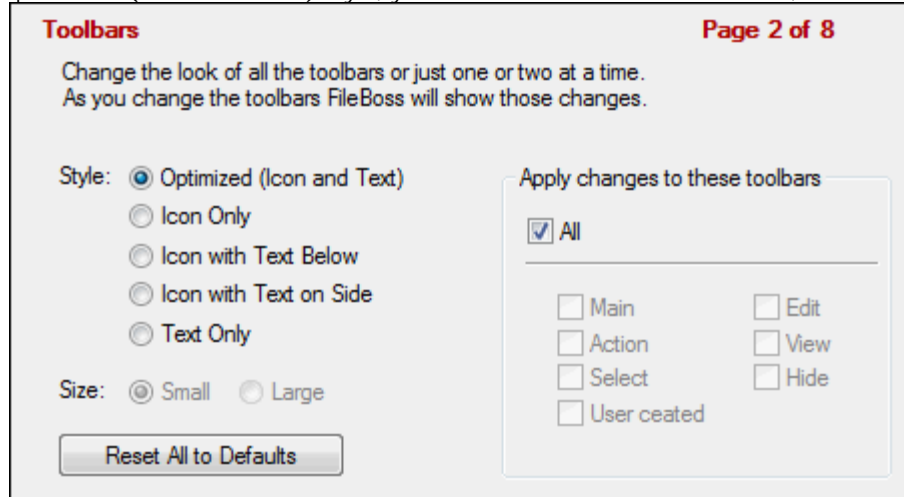 Toolbars
Page 2 of 8
Change the look of all the toolbars or just one or two at a time.
As you change the toolbars FileBoss will show those changes.
Style:
Optimized (Icon and Text)
Icon Only
Icon with Text Below
Icon with Text on Side
Text Only
Size:
Small
Large
Reset All to Defaults
Apply changes to these toolbars
All
Main
Edit
Action
View
Select
Hide
User ceated